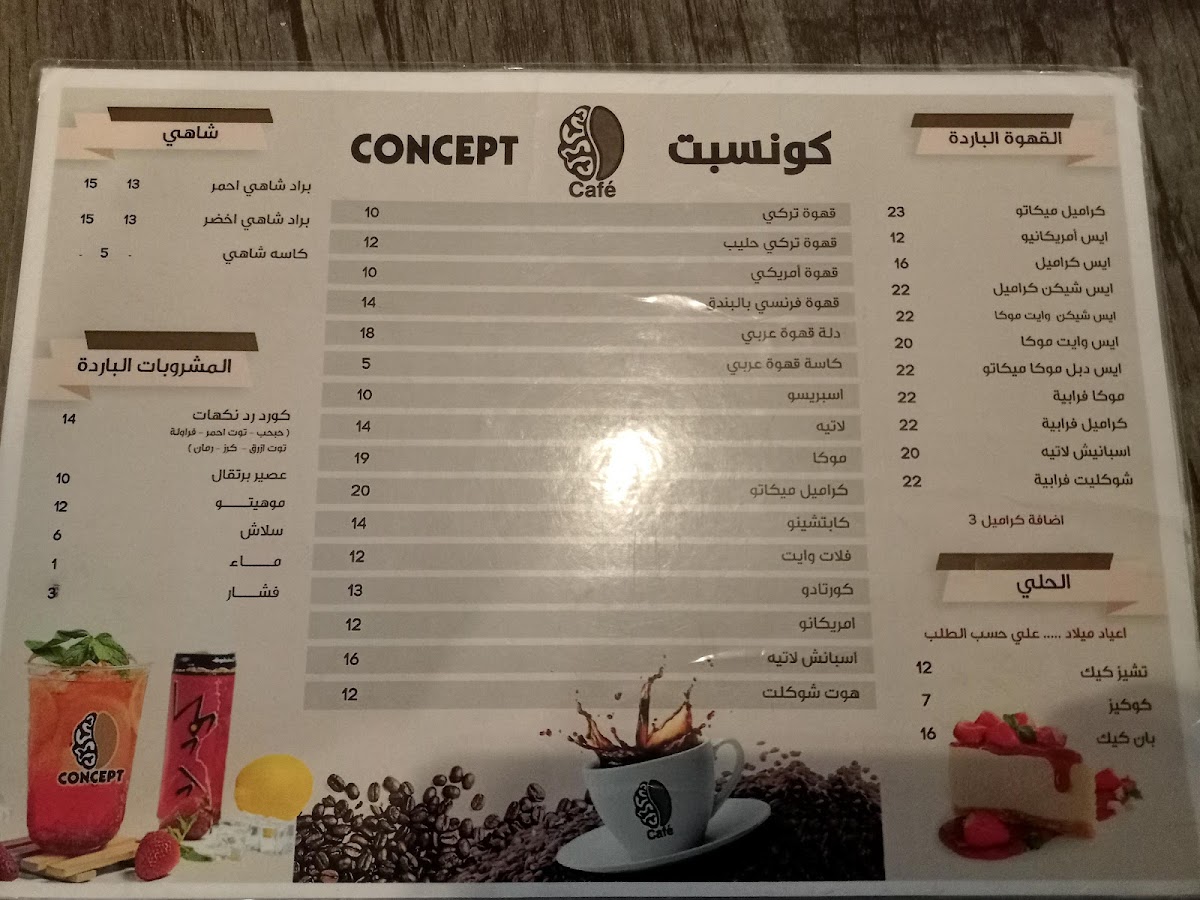 كونسبت
CONCEPT
Café
القهوة الباردة
كراميل ميكاتو 23
ايس أمريكانيو 12
ايس كراميل 16
ايس شيكن كراميل 22
ايس شيكن وايت موكا 22
ايس وايت موكا 20
ايس دبل موكا ميكاتو 22
موكا فرابية 22
كراميل فرابية 22
اسبانيش لاتيه 20
شوكليت فرابية 22
اضافة كراميل 3
الحلي
اعياد ميلاد ..... علي حسب الطلب
تشيز كيك 12
كوكيز 7
بان كيك 16
قهوة تركي 10
قهوة تركي حليب 12
قهوة أمريكي 10
قهوة فرنسي بالبندق 14
دلة قهوة عربي 18
كاسة قهوة عربي 5
اسبريسو 10
لاتيه 14
موكا 19
كراميل ميكاتو 20
كابتشينو 14
فلات وايت 12
كورتادو 13
امريكانو 12
اسبانش لاتيه 16
هوت شوكلت 12
شاهي
براد شاهي احمر 13 15
براد شاهي اخضر 13 15
كاسه شاهي - 5 -
المشروبات الباردة
كورد رد نكهات 14
( حبحب - توت احمر - فراولة
توت ازرق - كرز - رمان )
عصير برتقال 10
موهيتـــــو 12
سلاش 6
مـــــاء 1
فشـــــار 3
CONCEPT
كورد
Café